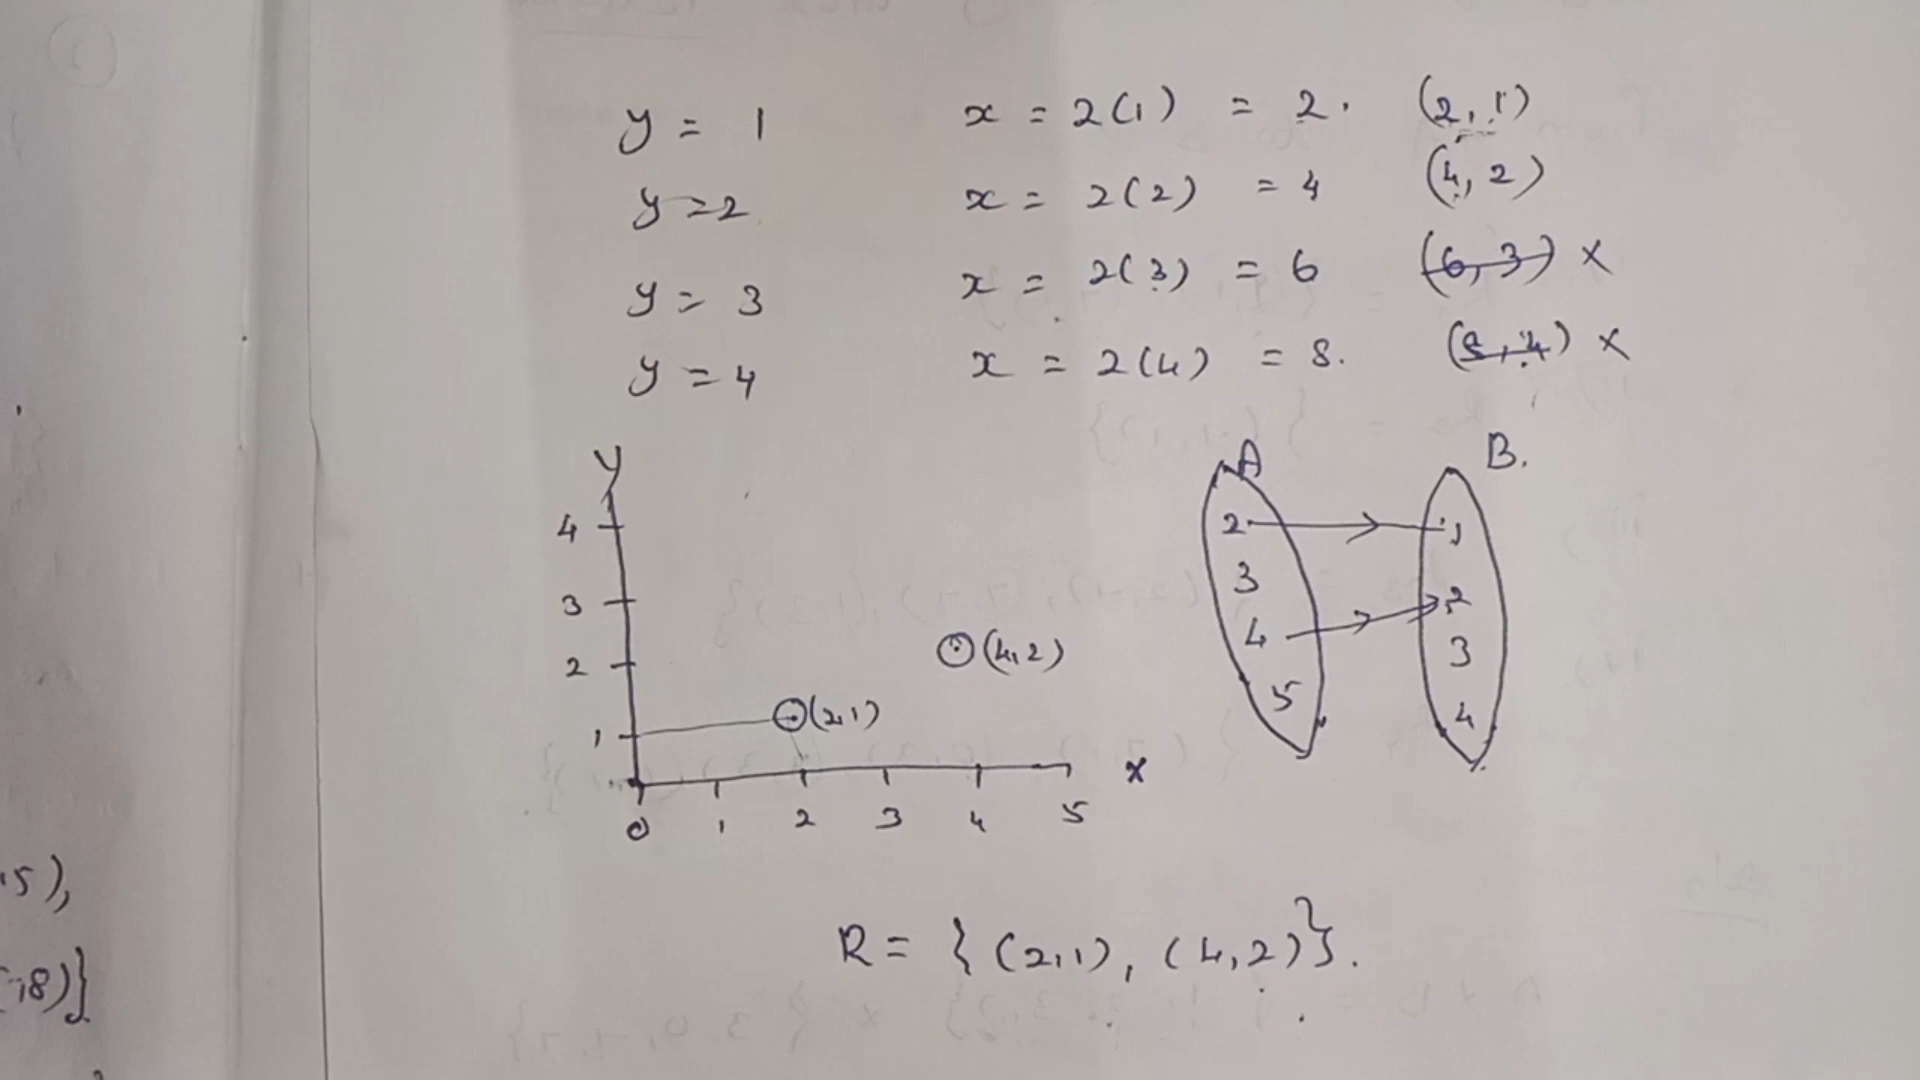 y = 1 x = 2(1) = 2. (2,1)
y=2 x = 2(2) = 4 (4,2)
y = 3 x = 2(3) = 6 (6,3) ×
y = 4 x = 2(4) = 8. (8,4) ×
y
4
3
2
1
0 1 2 3 4 5
x
(4,2)
(2,1)
A
2
3
4
5
B.
1
2
3
4
R = {(2,1), (4,2)}.
5),
,8)}